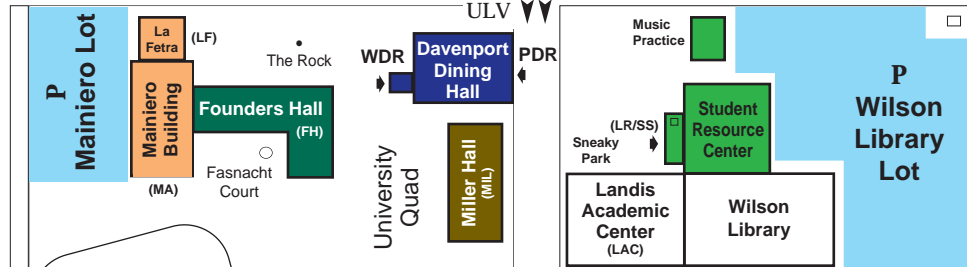 ULV
P
Mainiero Lot
La
Fetra
(LF)
The Rock
Mainiero
Building
(MA)
Founders Hall
(FH)
Fasnacht
Court
WDR
Davenport
Dining
Hall
PDR
University
Quad
Miller Hall
(MIL)
Music
Practice
(LR/SS)
Sneaky
Park
Student
Resource
Center
Landis
Academic
Center
(LAC)
Wilson
Library
P
Wilson
Library
Lot